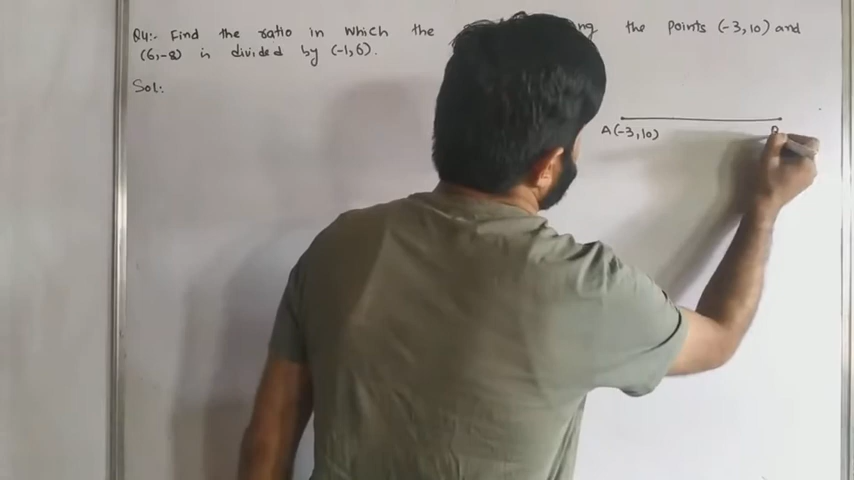 Q4:- Find the ratio in which the ng the points (-3,10) and
(6,-8) in divided by (-1,6).
Sol:
A(-3,10) B